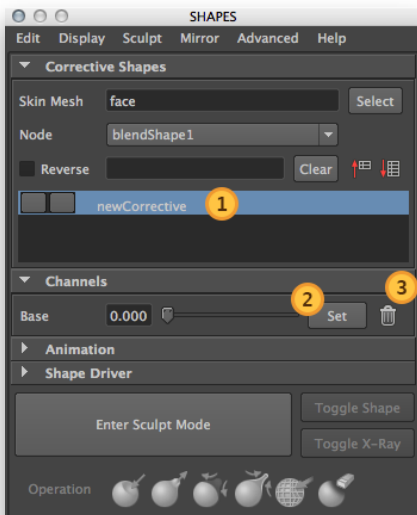 SHAPES
Edit Display Sculpt Mirror Advanced Help
Corrective Shapes
Skin Mesh face Select
Node blendShape1
Reverse Clear
newCorrective 1
Channels
2 3
Base 0.000 Set
Animation
Shape Driver
Enter Sculpt Mode
Toggle Shape
Toggle X-Ray
Operation